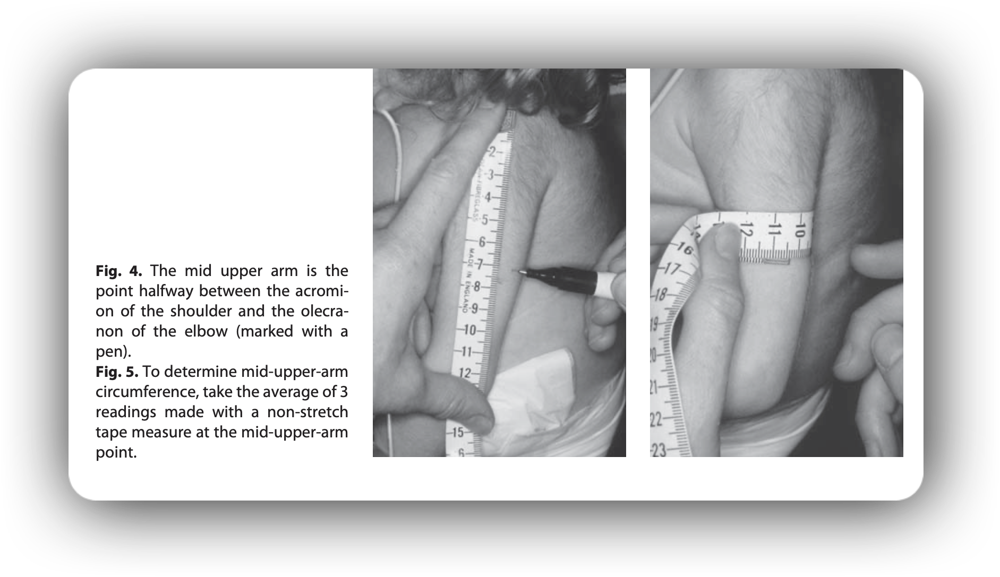 Fig. 4. The mid upper arm is the
point halfway between the acromi-
on of the shoulder and the olecra-
non of the elbow (marked with a
pen).
Fig. 5. To determine mid-upper-arm
circumference, take the average of 3
readings made with a non-stretch
tape measure at the mid-upper-arm
point.
2
3
4
5
6
7
8
9
10
11
12
15
6
FIBREGLASS
MADE IN ENGLAND
12
11
10
16
17
18
19
20
21
22
23